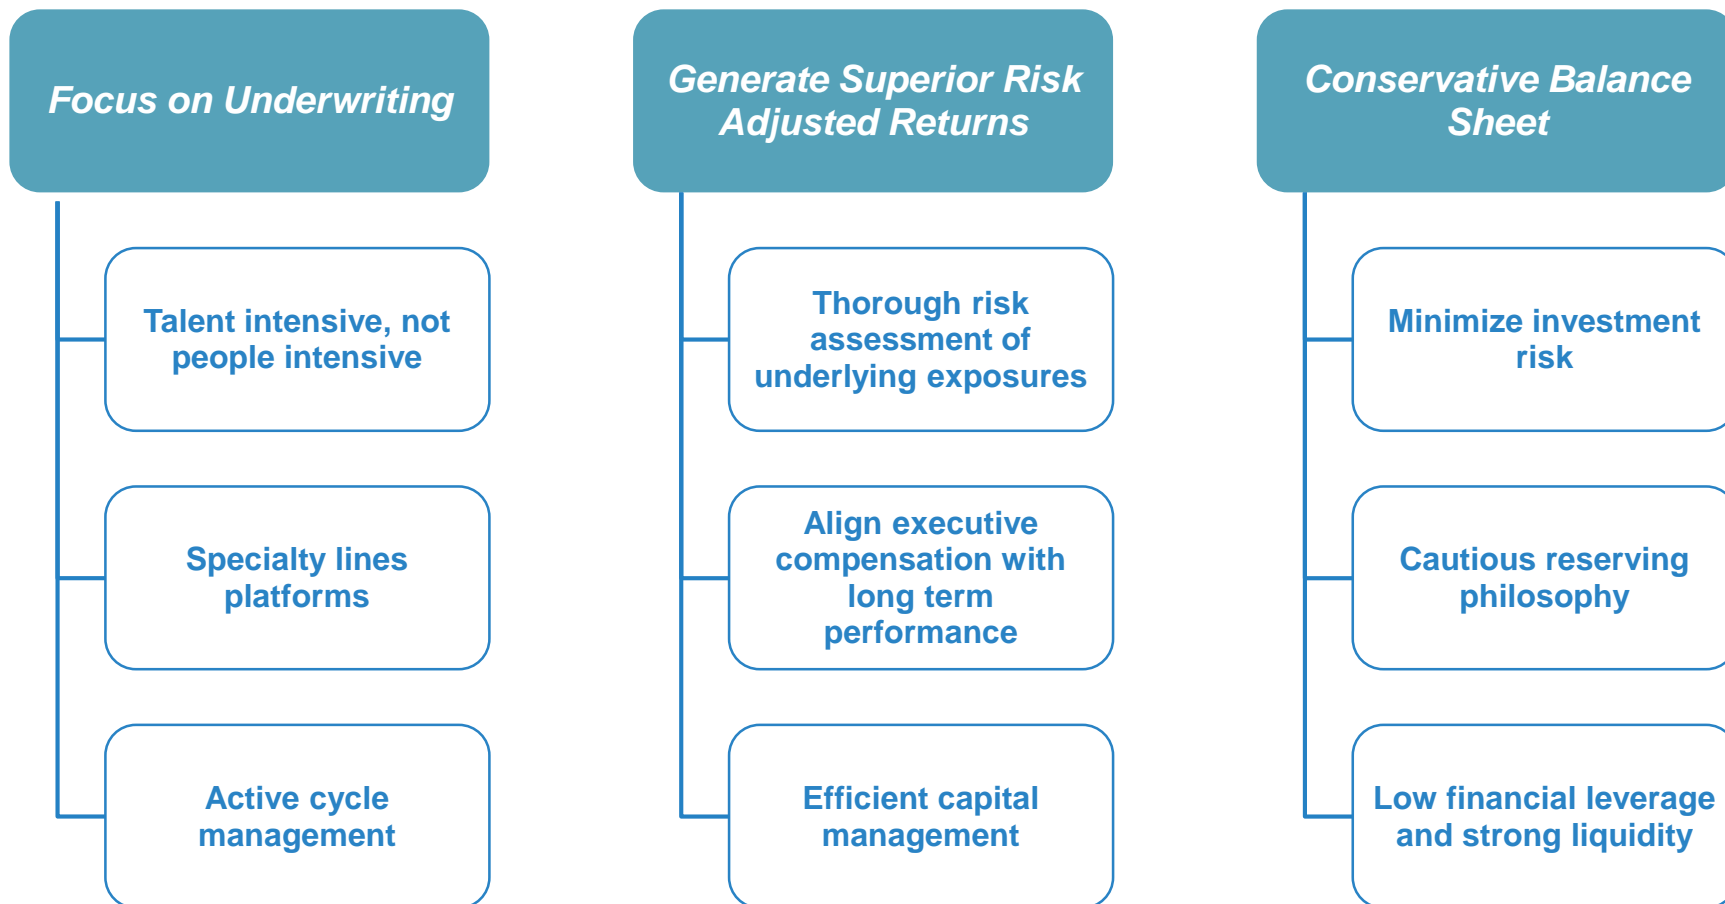 Focus on Underwriting
Talent intensive, not
people intensive
Specialty lines
platforms
Active cycle
management
Generate Superior Risk
Adjusted Returns
Thorough risk
assessment of
underlying exposures
Align executive
compensation with
long term
performance
Efficient capital
management
Conservative Balance
Sheet
Minimize investment
risk
Cautious reserving
philosophy
Low financial leverage
and strong liquidity